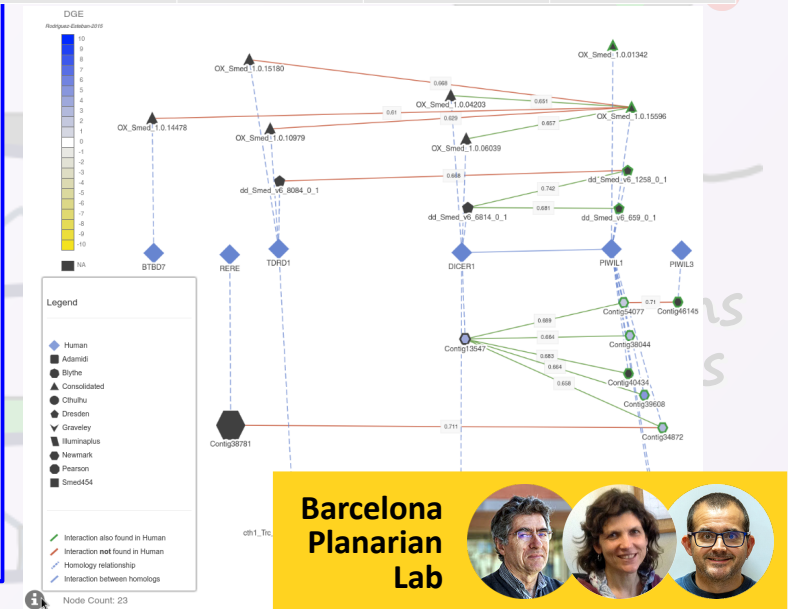 DGE
Rodriguez-Esteban-2015
10
9
8
7
6
5
4
3
2
1
0
-1
-2
-3
-4
-5
-6
-7
-8
-9
-10
NA
OX_Smed_1.0.01342
OX_Smed_1.0.15180
0.668
OX_Smed_1.0.04203
0.651
0.61
0.629
OX_Smed_1.0.15596
OX_Smed_1.0.14478
0.657
OX_Smed_1.0.10979
OX_Smed_1.0.06039
0.668
dd_Smed_v6_1258_0_1
dd_Smed_v6_8084_0_1
0.742
0.681
dd_Smed_v6_6814_0_1
dd_Smed_v6_659_0_1
BTBD7
RERE
TDRD1
DICER1
PIWIL1
PIWIL3
0.71
Contig54077
Contig46145
0.689
0.684
Contig38044
Contig13547
0.683
0.664
Contig40434
0.658
Contig39608
0.711
Contig38781
Contig34872
Legend
Human
Adamidi
Blythe
Consolidated
Cthulhu
Dresden
Graveley
Illuminaplus
Newmark
Pearson
Smed454
Interaction also found in Human
Interaction not found in Human
Homology relationship
Interaction between homologs
cth1_Trc_
Node Count: 23
Barcelona
Planarian
Lab